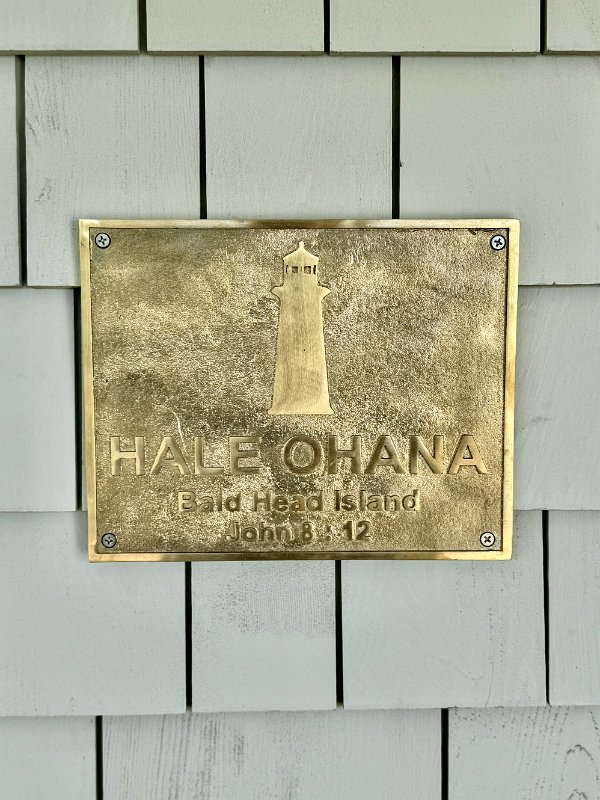 HALE OHANA
Bald Head Island
John 8 : 12